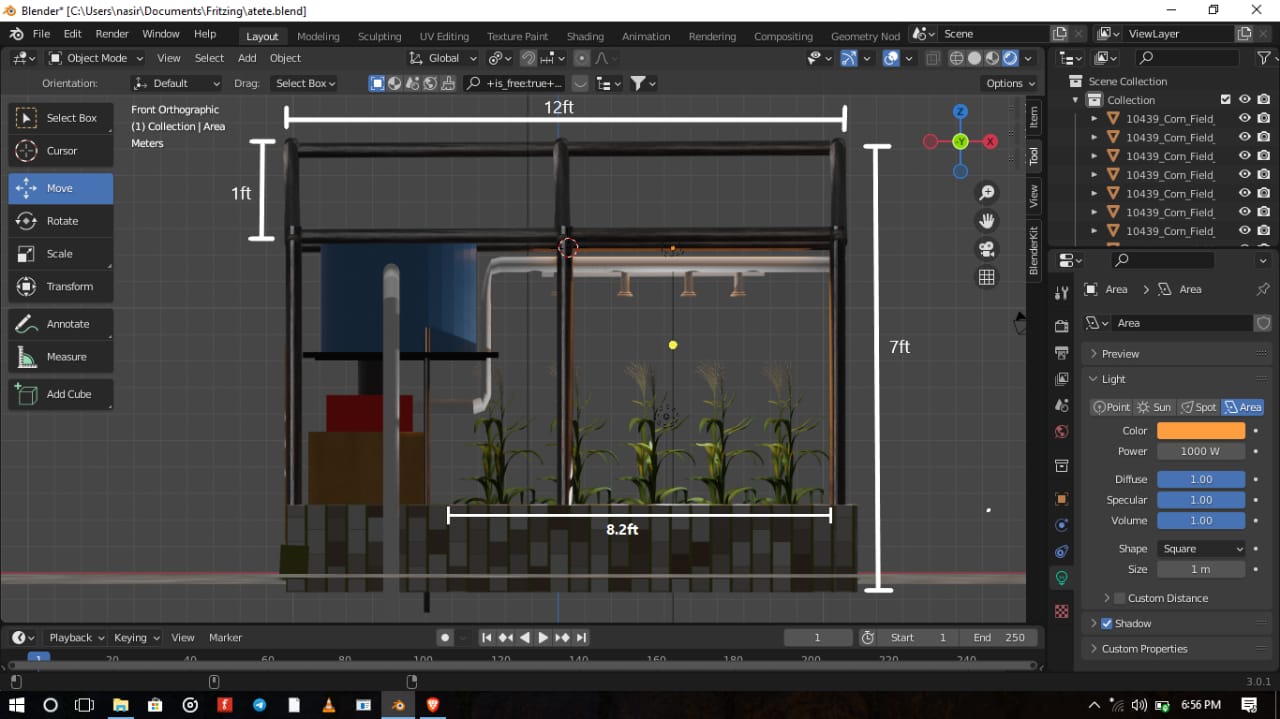 Blender* [C:\Users\nasir\Documents\Fritzing\atete.blend]
File Edit Render Window Help Layout Modeling Sculpting UV Editing Texture Paint Shading Animation Rendering Compositing Geometry Nod Scene ViewLayer
Object Mode View Select Add Object Global
Orientation: Default Drag: Select Box +is_free:true+... Options
Select Box
Cursor
Move
Rotate
Scale
Transform
Annotate
Measure
Add Cube
Front Orthographic
(1) Collection | Area
Meters
12ft
1ft
7ft
8.2ft
Z
-Y
X
Item
Tool
View
BlenderKit
Scene Collection
Collection
10439_Corn_Field_
10439_Corn_Field_
10439_Corn_Field_
10439_Corn_Field_
10439_Corn_Field_
10439_Corn_Field_
10439_Corn_Field_
Area Area
Area
Preview
Light
Point Sun Spot Area
Color
Power 1000 W
Diffuse 1.00
Specular 1.00
Volume 1.00
Shape Square
Size 1 m
Custom Distance
Shadow
Custom Properties
Playback Keying View Marker 1 Start 1 End 250
1 20 40 60 80 100 120 140 160 180 200 220 240
3.0.1
6:56 PM